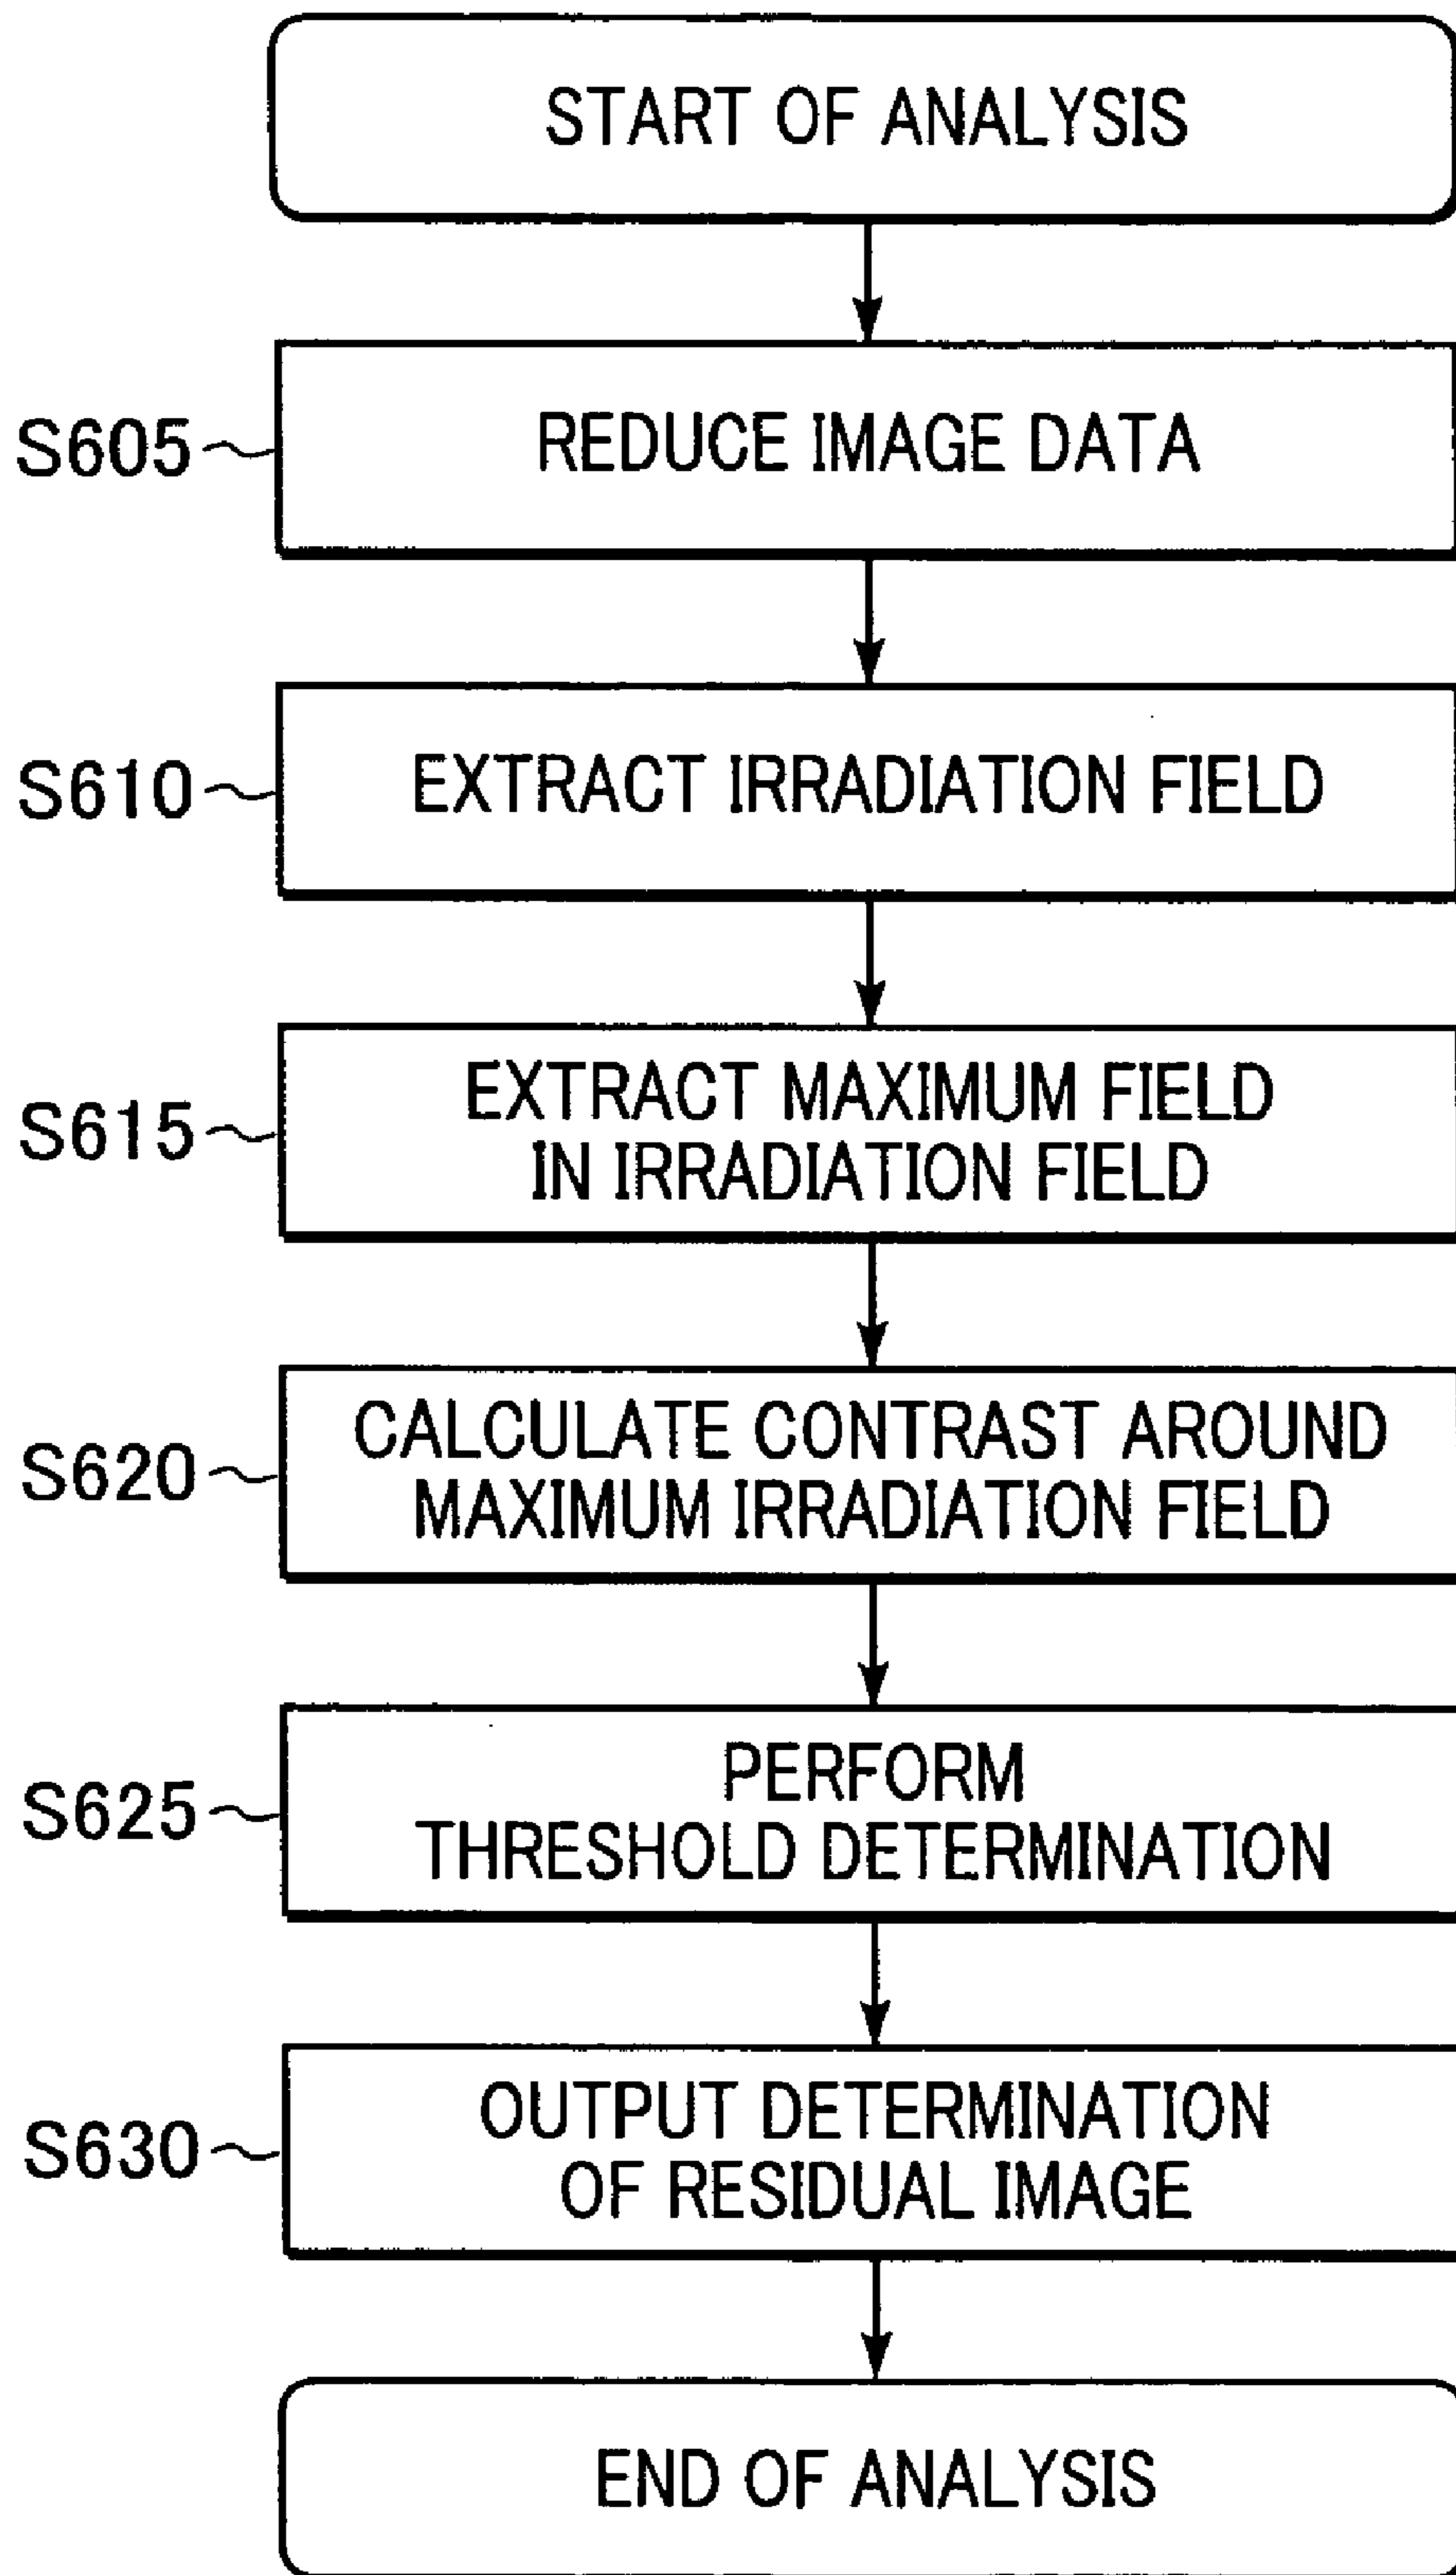 START OF ANALYSIS
S605
REDUCE IMAGE DATA
S610
EXTRACT IRRADIATION FIELD
S615
EXTRACT MAXIMUM FIELD
IN IRRADIATION FIELD
S620
CALCULATE CONTRAST AROUND
MAXIMUM IRRADIATION FIELD
S625
PERFORM
THRESHOLD DETERMINATION
S630
OUTPUT DETERMINATION
OF RESIDUAL IMAGE
END OF ANALYSIS